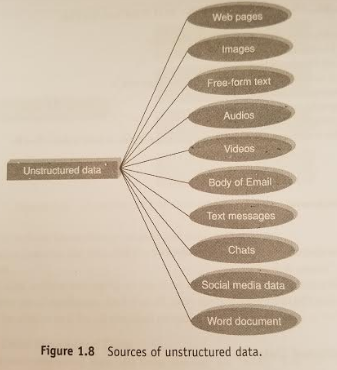 Web pages
Images
Free-form text
Audios
Videos
Unstructured data
Body of Email
Text messages
Chats
Social media data
Word document
Figure 1.8 Sources of unstructured data.